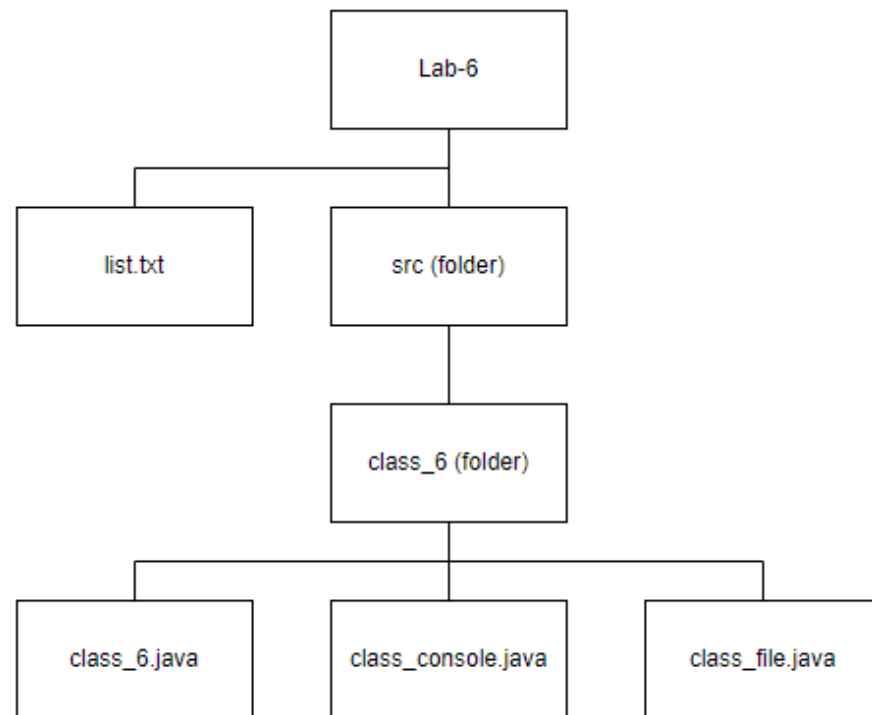 Lab-6
list.txt
src (folder)
class_6 (folder)
class_6.java
class_console.java
class_file.java